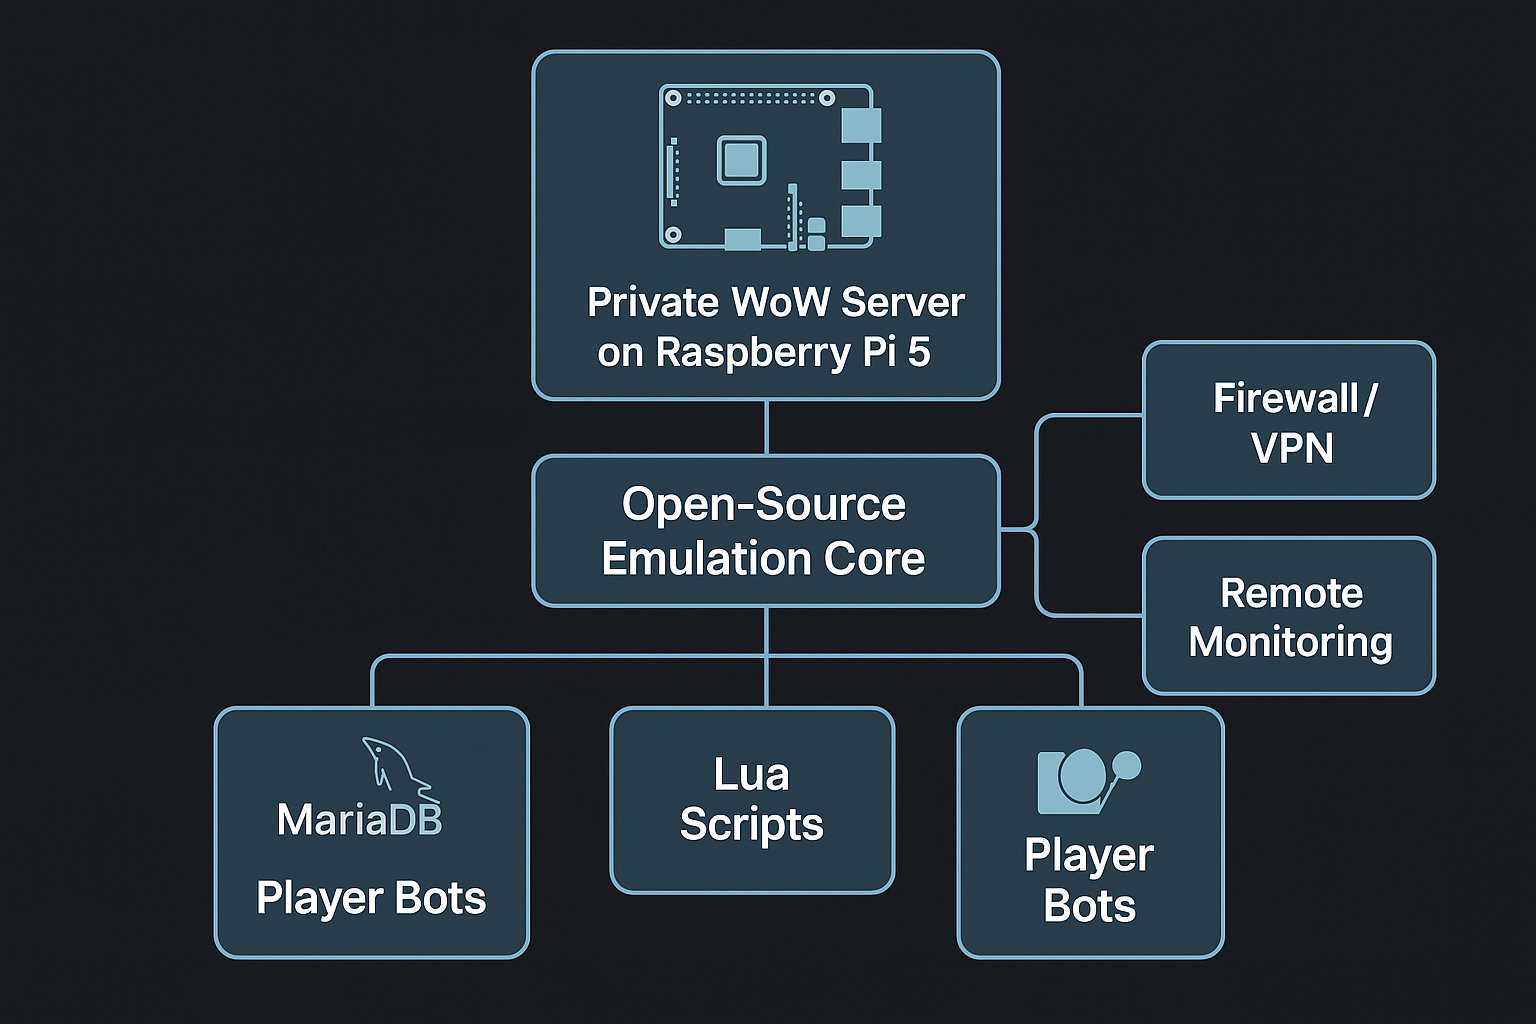 Private WoW Server
on Raspberry Pi 5
Open-Source
Emulation Core
Firewall/
VPN
Remote
Monitoring
MariaDB
Player Bots
Lua
Scripts
Player
Bots